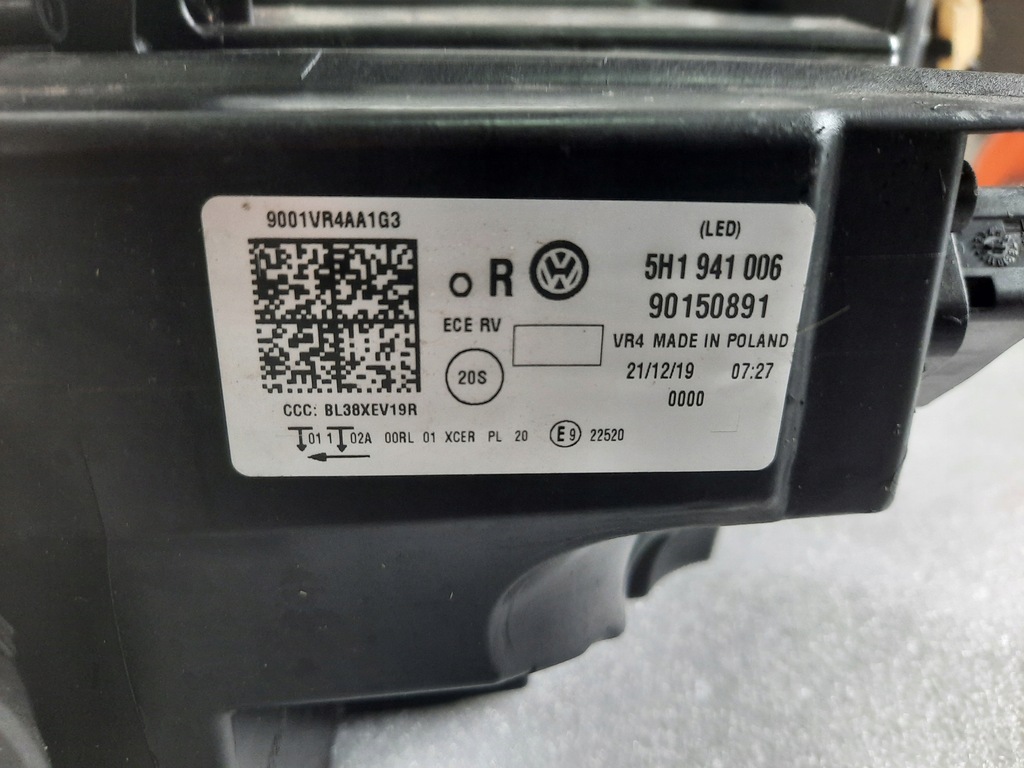 9001VR4AA1G3
(LED)
O R
5H1 941 006
ECE RV
90150891
VR4 MADE IN POLAND
20S
21/12/19 07:27
0000
CCC: BL38XEV19R
01 1 02A 00RL 01 XCER PL 20 E9 22520